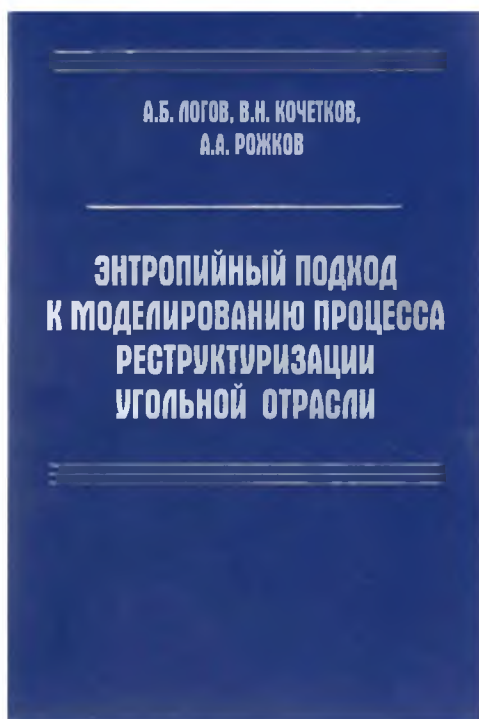 А.Б. ЛОГОВ, В.Н. КОЧЕТКОВ,
А.А. РОЖКОВ
ЭНТРОПИЙНЫЙ ПОДХОД
К МОДЕЛИРОВАНИЮ ПРОЦЕССА
РЕСТРУКТУРИЗАЦИИ
УГОЛЬНОЙ ОТРАСЛИ